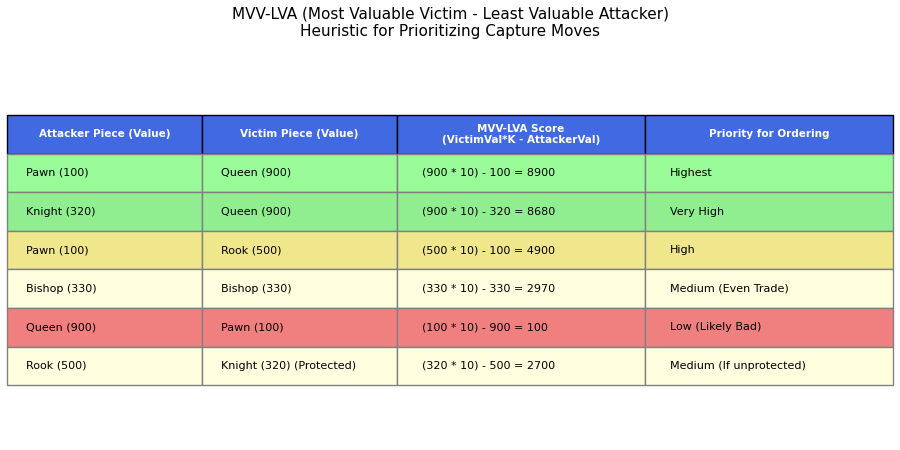 MVV-LVA (Most Valuable Victim - Least Valuable Attacker)
Heuristic for Prioritizing Capture Moves
Attacker Piece (Value) Victim Piece (Value) MVV-LVA Score (VictimVal*K - AttackerVal) Priority for Ordering
Pawn (100) Queen (900) (900 * 10) - 100 = 8900 Highest
Knight (320) Queen (900) (900 * 10) - 320 = 8680 Very High
Pawn (100) Rook (500) (500 * 10) - 100 = 4900 High
Bishop (330) Bishop (330) (330 * 10) - 330 = 2970 Medium (Even Trade)
Queen (900) Pawn (100) (100 * 10) - 900 = 100 Low (Likely Bad)
Rook (500) Knight (320) (Protected) (320 * 10) - 500 = 2700 Medium (If unprotected)